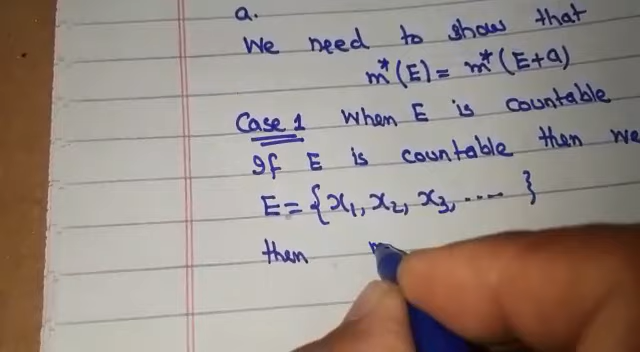 a.
We need to show that
m*(E) = m*(E+a)
Case 1 When E is countable
If E is countable then we
E = {x₁, x₂, x₃, .... }
then m